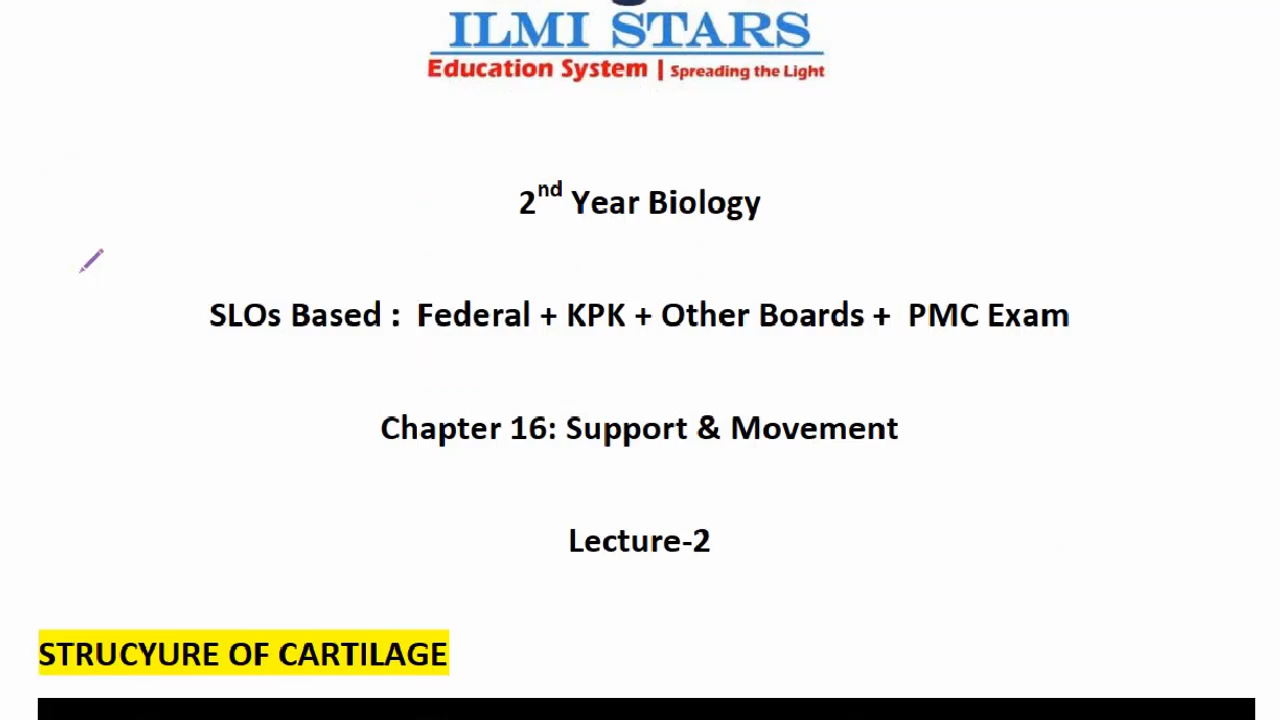 ILMI STARS
Education System | Spreading the Light
2nd Year Biology
SLOs Based : Federal + KPK + Other Boards + PMC Exam
Chapter 16: Support & Movement
Lecture-2
STRUCYURE OF CARTILAGE